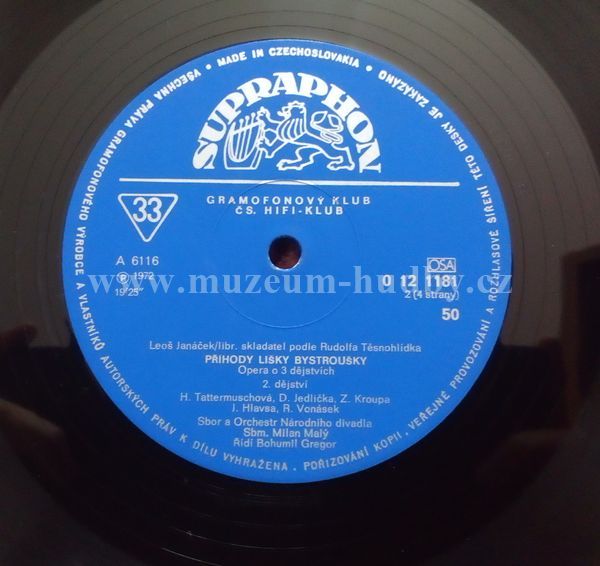 VŠECHNA PRÁVA GRAMOFONOVÉHO VÝROBCE A VLASTNÍKŮ AUTORSKÝCH PRÁV K DÍLU VYHRAŽENA. POŘIZOVÁNÍ KOPIÍ, VEŘEJNÉ PROVOZOVÁNÍ A ROZHLASOVÉ ŠÍŘENÍ TÉTO DESKY JE ZAKÁZÁNO • MADE IN CZECHOSLOVAKIA •
SUPRAPHON
33
GRAMOFONOVÝ KLUB
ČS. HIFI-KLUB
A 6116
Ⓟ 1972
19'25"
OSA
0 12 1181
2 (4 strany)
50
www.muzeum-hudby.cz
Leoš Janáček/libr. skladatel podle Rudolfa Těsnohlídka
PŘÍHODY LIŠKY BYSTROUŠKY
Opera o 3 dějstvích
2. dějství
H. Tattermuschová, D. Jedlička, Z. Kroupa
J. Hlavsa, R. Vonásek
Sbor a Orchestr Národního divadla
Sbm. Milan Malý
Řídí Bohumil Gregor